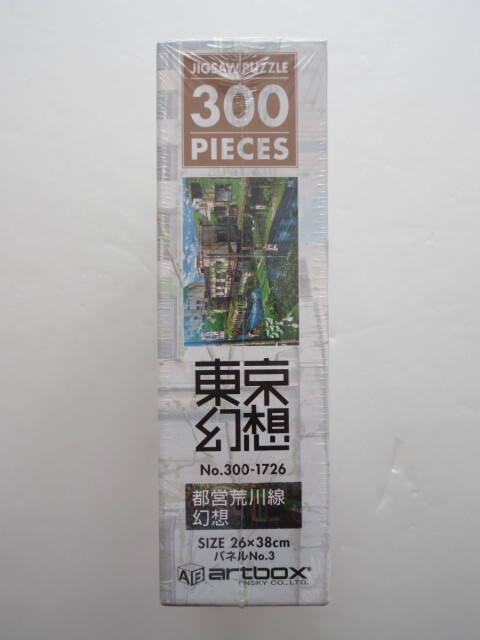 JIGSAW PUZZLE
300
PIECES
東京
幻想
No.300-1726
都営荒川線
幻想
SIZE 26×38cm
パネルNo.3
artbox®
ENSKY CO., LTD.